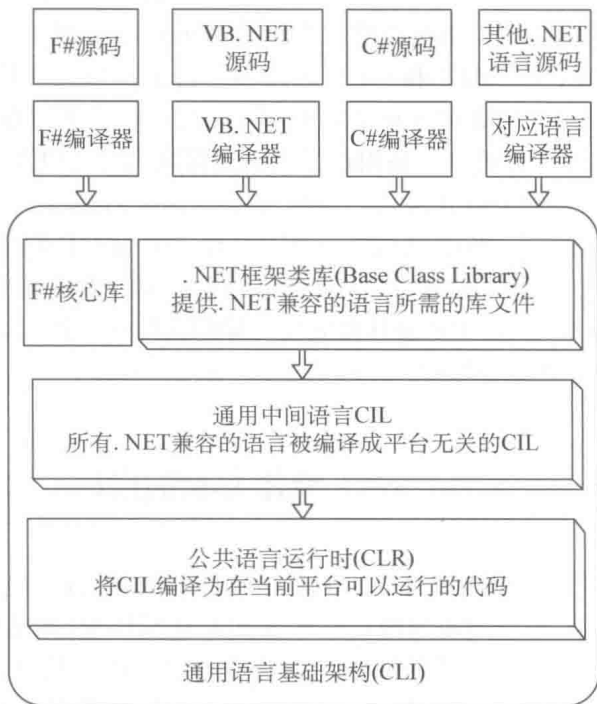 F#源码
VB. NET
源码
C#源码
其他. NET
语言源码
F#编译器
VB. NET
编译器
C#编译器
对应语言
编译器
F#核心库
. NET框架类库(Base Class Library)
提供. NET兼容的语言所需的库文件
通用中间语言CIL
所有. NET兼容的语言被编译成平台无关的CIL
公共语言运行时(CLR)
将CIL编译为在当前平台可以运行的代码
通用语言基础架构(CLI)